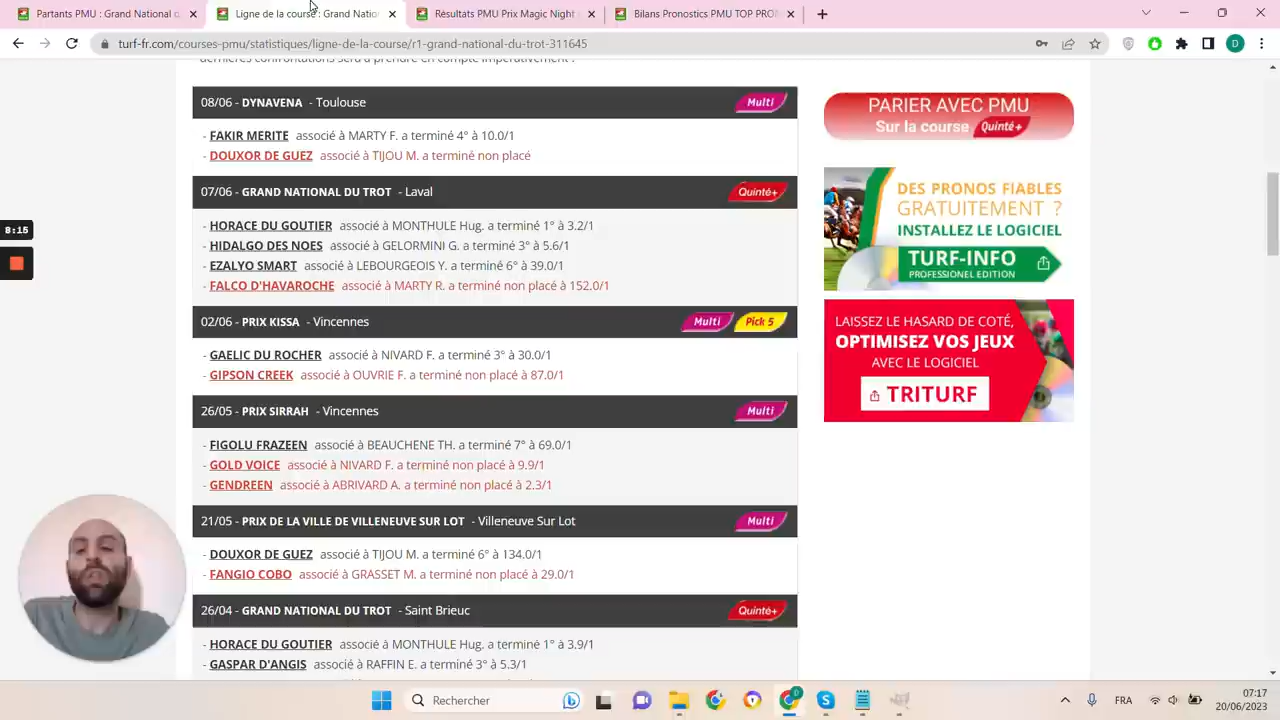 Partants PMU : Grand National d
Ligne de la course : Grand Natio
Ranking de la Night
Bilans Pronostics PMU TOP PRO
turf-fr.com/courses-pmu/statistiques/ligne-de-la-course/r1-grand-national-du-trot-311645
dernières confrontations sera à prendre en compte impérativement !
08/06 - DYNAVENA - Toulouse
Multi
- FAKIR MERITE associé à MARTY F. a terminé 4° à 10.0/1
- DOUXOR DE GUEZ associé à TIJOU M. a terminé non placé
07/06 - GRAND NATIONAL DU TROT - Laval
Quinté+
- HORACE DU GOUTIER associé à MONTHULE Hug. a terminé 1° à 3.2/1
- HIDALGO DES NOES associé à GELORMINI G. a terminé 3° à 5.6/1
- EZALYO SMART associé à LEBOURGEOIS Y. a terminé 6° à 39.0/1
- FALCO D'HAVAROCHE associé à MARTY R. a terminé non placé à 152.0/1
02/06 - PRIX KISSA - Vincennes
Multi
Pick 5
- GAELIC DU ROCHER associé à NIVARD F. a terminé 3° à 30.0/1
- GIPSON CREEK associé à OUVRIE F. a terminé non placé à 87.0/1
26/05 - PRIX SIRRAH - Vincennes
Multi
- FIGOLU FRAZEEN associé à BEAUCHENE TH. a terminé 7° à 69.0/1
- GOLD VOICE associé à NIVARD F. a terminé non placé à 9.9/1
- GENDREEN associé à ABRIVARD A. a terminé non placé à 2.3/1
21/05 - PRIX DE LA VILLE DE VILLENEUVE SUR LOT - Villeneuve Sur Lot
Multi
- DOUXOR DE GUEZ associé à TIJOU M. a terminé 6° à 134.0/1
- FANGIO COBO associé à GRASSET M. a terminé non placé à 29.0/1
26/04 - GRAND NATIONAL DU TROT - Saint Brieuc
Quinté+
- HORACE DU GOUTIER associé à MONTHULE Hug. a terminé 1° à 3.9/1
- GASPAR D'ANGIS associé à RAFFIN E. a terminé 3° à 5.3/1
PARIER AVEC PMU
Sur la course Quinté+
DES PRONOS FIABLES
GRATUITEMENT ?
INSTALLEZ LE LOGICIEL
TURF-INFO
PROFESSIONEL EDITION
LAISSEZ LE HASARD DE COTÉ,
OPTIMISEZ VOS JEUX
AVEC LE LOGICIEL
TRITURF
8:15
D
Rechercher
FRA
07:17
20/06/2023